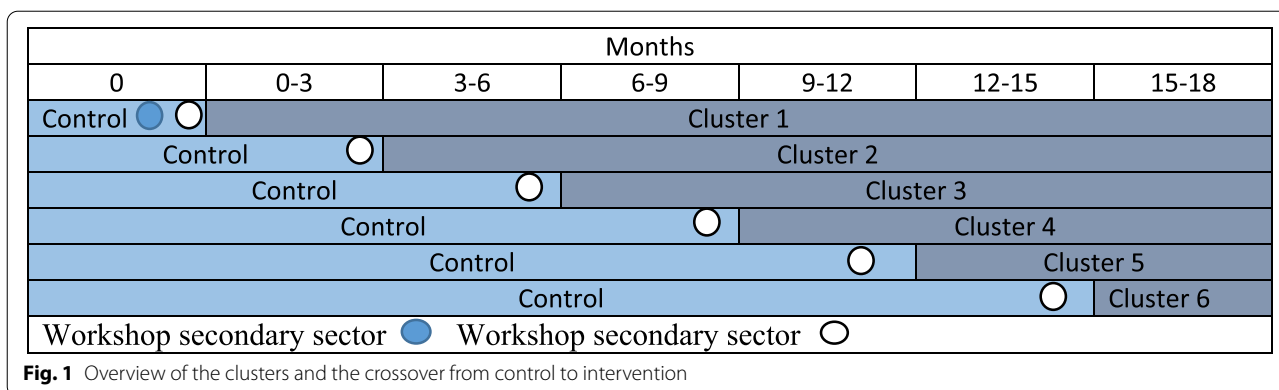 Months
0 0-3 3-6 6-9 9-12 12-15 15-18
Control Cluster 1
Control Cluster 2
Control Cluster 3
Control Cluster 4
Control Cluster 5
Control Cluster 6
Workshop secondary sector Workshop secondary sector
Fig. 1 Overview of the clusters and the crossover from control to intervention